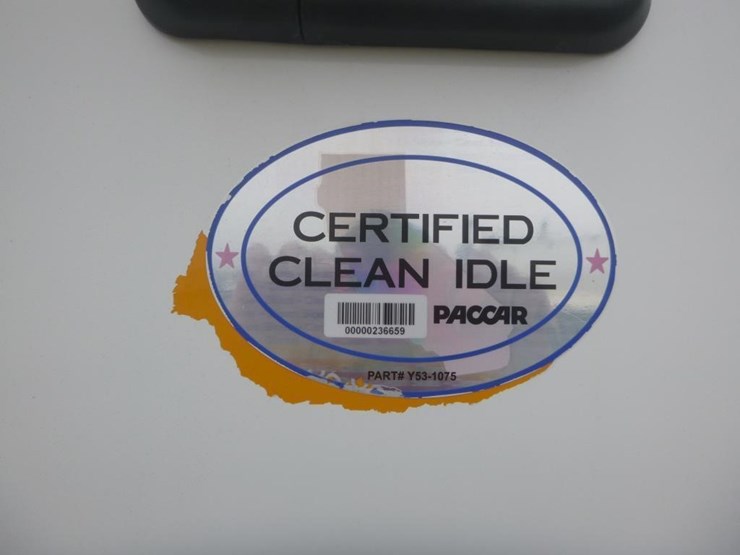 CERTIFIED
CLEAN IDLE
00000236659
PACCAR
PART# Y53-1075